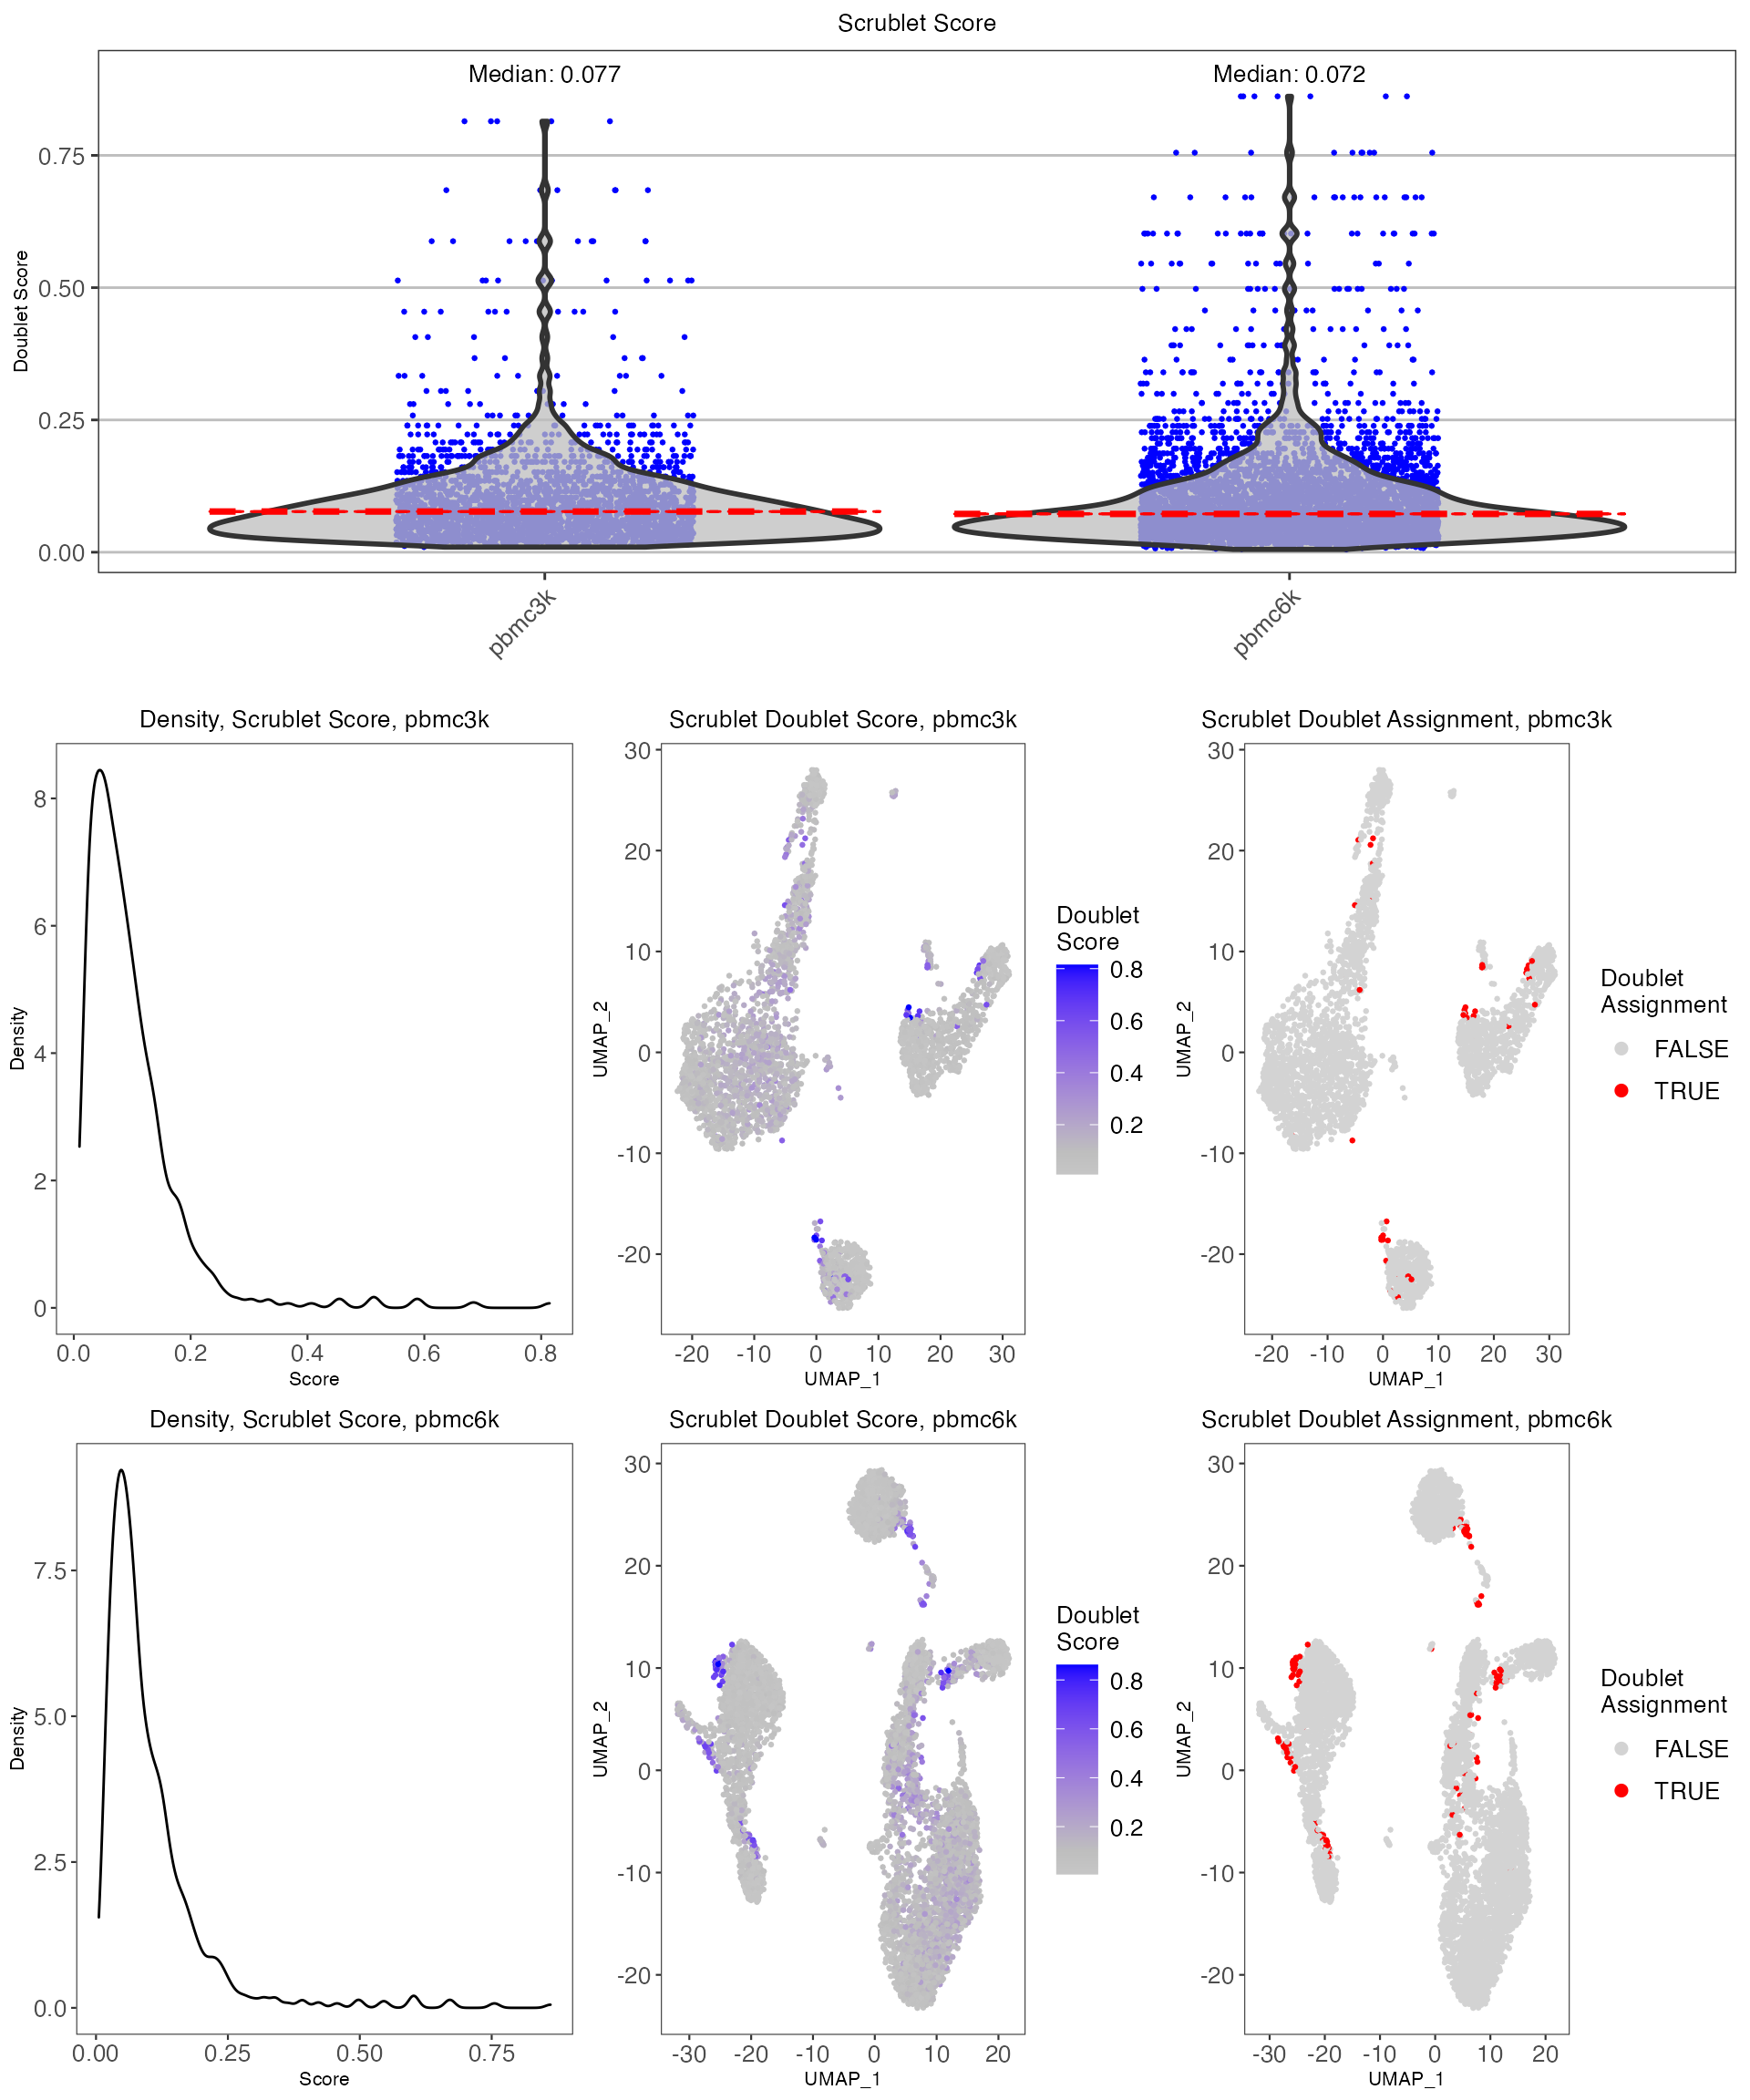 Scrublet Score
Median: 0.077
Median: 0.072
Doublet Score
0.75
0.50
0.25
0.00
pbmc3k
pbmc6k
Density, Scrublet Score, pbmc3k
Density
8
6
4
2
0
0.0 0.2 0.4 0.6 0.8
Score
Scrublet Doublet Score, pbmc3k
UMAP_2
30
20
10
0
-10
-20
-20 -10 0 10 20 30
UMAP_1
Doublet
Score
0.8
0.6
0.4
0.2
Scrublet Doublet Assignment, pbmc3k
UMAP_2
30
20
10
0
-10
-20
-20 -10 0 10 20 30
UMAP_1
Doublet
Assignment
FALSE
TRUE
Density, Scrublet Score, pbmc6k
Density
7.5
5.0
2.5
0.0
0.00 0.25 0.50 0.75
Score
Scrublet Doublet Score, pbmc6k
UMAP_2
30
20
10
0
-10
-20
-30 -20 -10 0 10 20
UMAP_1
Doublet
Score
0.8
0.6
0.4
0.2
Scrublet Doublet Assignment, pbmc6k
UMAP_2
30
20
10
0
-10
-20
-30 -20 -10 0 10 20
UMAP_1
Doublet
Assignment
FALSE
TRUE